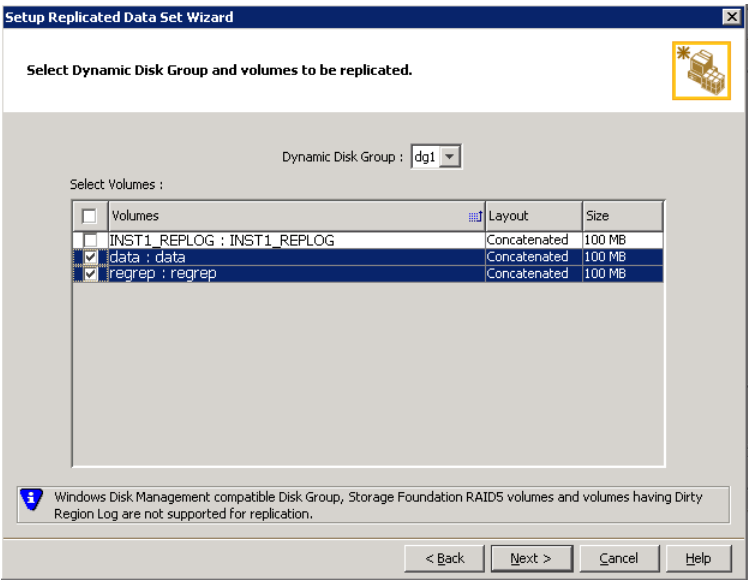 Setup Replicated Data Set Wizard
Select Dynamic Disk Group and volumes to be replicated.
Dynamic Disk Group : dg1
Select Volumes :
Volumes Layout Size
INST1_REPLOG : INST1_REPLOG Concatenated 100 MB
data : data Concatenated 100 MB
regrep : regrep Concatenated 100 MB
Windows Disk Management compatible Disk Group, Storage Foundation RAID5 volumes and volumes having Dirty
Region Log are not supported for replication.
< Back Next > Cancel Help